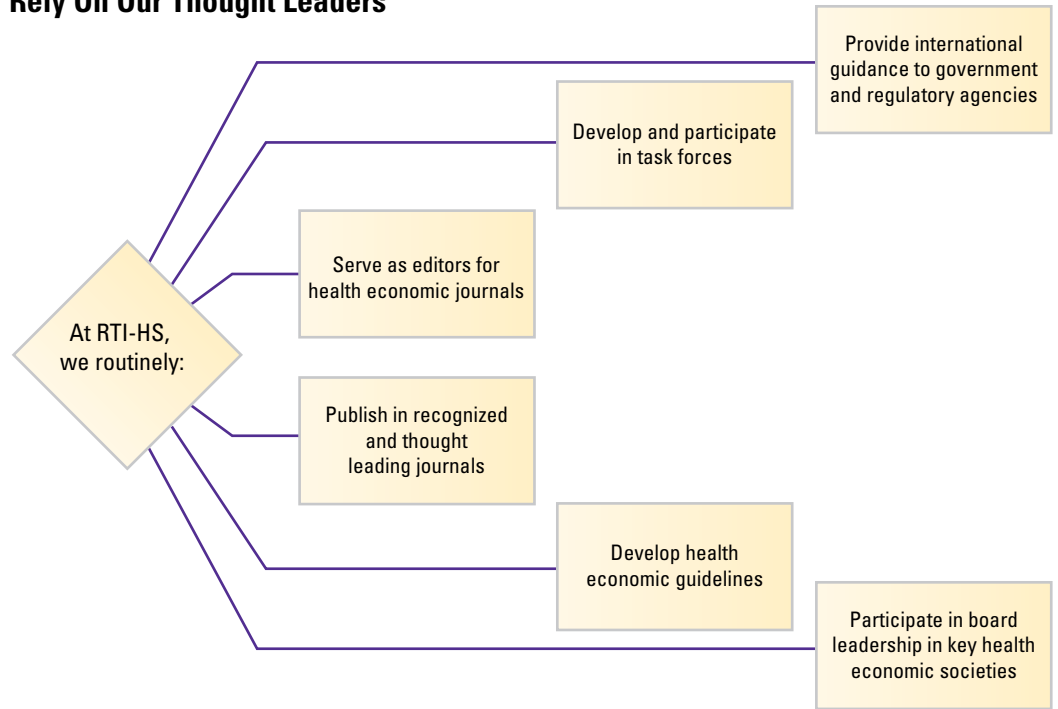 Rely On Our Thought Leaders
Provide international
guidance to government
and regulatory agencies
Develop and participate
in task forces
Serve as editors for
health economic journals
At RTI-HS,
we routinely:
Publish in recognized
and thought
leading journals
Develop health
economic guidelines
Participate in board
leadership in key health
economic societies